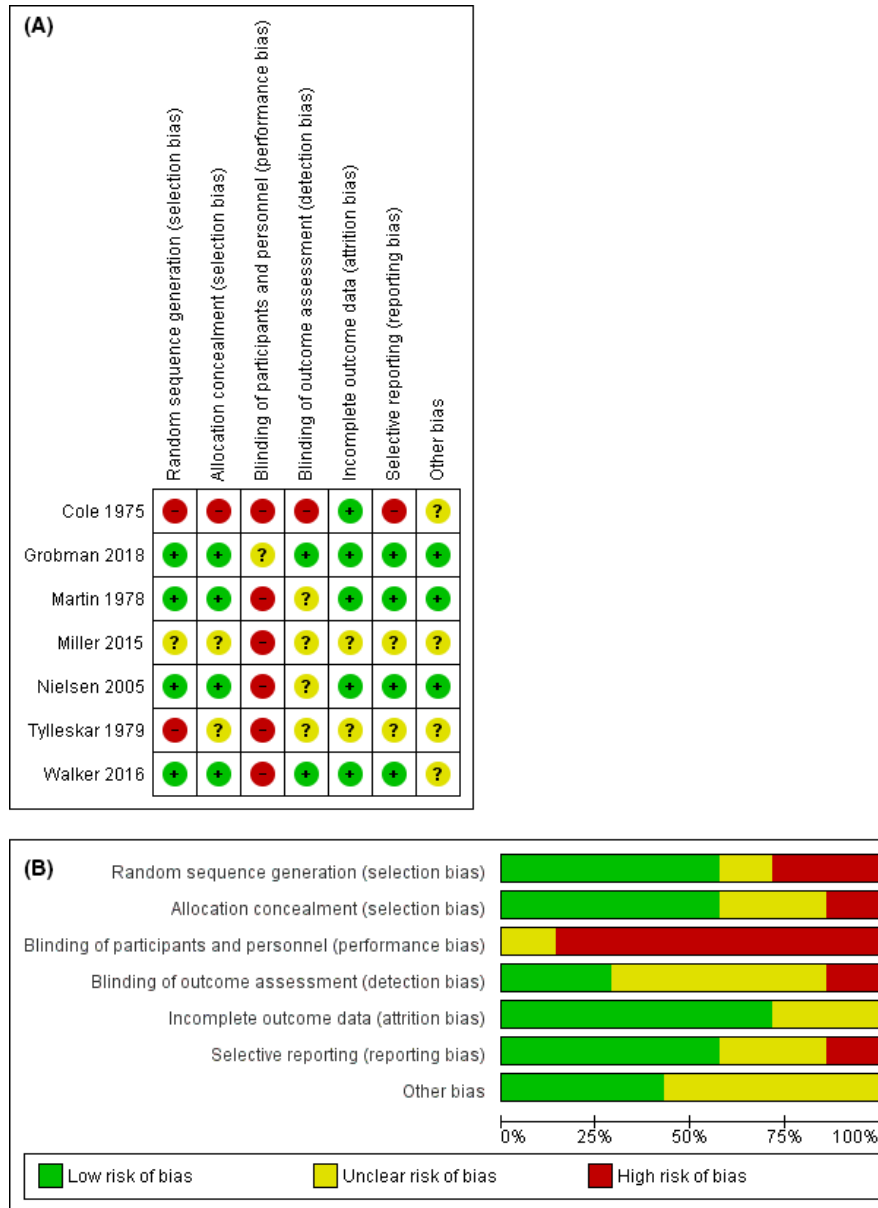 (A)
Random sequence generation (selection bias)
Allocation concealment (selection bias)
Blinding of participants and personnel (performance bias)
Blinding of outcome assessment (detection bias)
Incomplete outcome data (attrition bias)
Selective reporting (reporting bias)
Other bias
Cole 1975 - - - - + - ?
Grobman 2018 + + ? + + + +
Martin 1978 + + - ? + + +
Miller 2015 ? ? - ? ? ? ?
Nielsen 2005 + + - ? + + +
Tylleskar 1979 - ? - ? ? ? ?
Walker 2016 + + - + + + ?
(B)
Random sequence generation (selection bias)
Allocation concealment (selection bias)
Blinding of participants and personnel (performance bias)
Blinding of outcome assessment (detection bias)
Incomplete outcome data (attrition bias)
Selective reporting (reporting bias)
Other bias
0% 25% 50% 75% 100%
Low risk of bias Unclear risk of bias High risk of bias